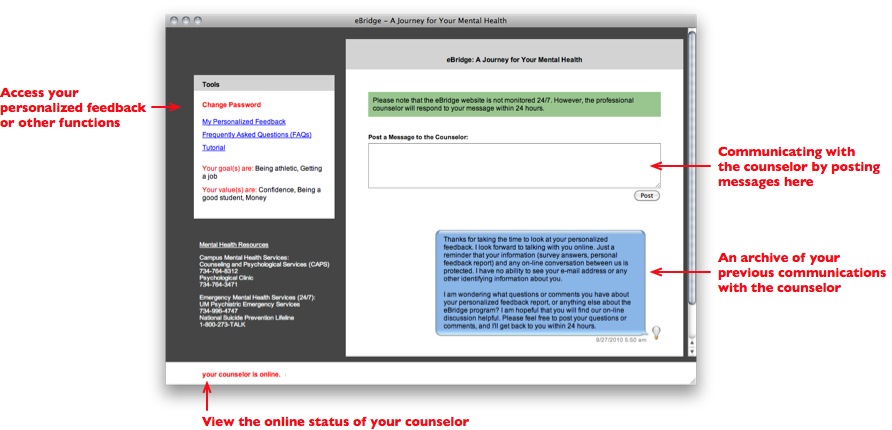 eBridge – A Journey for Your Mental Health
eBridge: A Journey for Your Mental Health
Access your
personalized feedback
or other functions
Tools
Change Password
My Personalized Feedback
Frequently Asked Questions (FAQs)
Tutorial
Your goal(s) are: Being athletic, Getting
a job
Your value(s) are: Confidence, Being a
good student, Money
Mental Health Resources
Campus Mental Health Services:
Counseling and Psychological Services (CAPS)
734-764-8312
Psychological Clinic
734-764-3471
Emergency Mental Health Services (24/7):
UM Psychiatric Emergency Services
734-996-4747
National Suicide Prevention Lifeline
1-800-273-TALK
Please note that the eBridge website is not monitored 24/7. However, the professional
counselor will respond to your message within 24 hours.
Post a Message to the Counselor:
Post
Communicating with
the counselor by posting
messages here
Thanks for taking the time to look at your personalized
feedback. I look forward to talking with you online. Just a
reminder that your information (survey answers, personal
feedback report) and any on-line conversation between us is
protected. I have no ability to see your e-mail address or any
other identifying information about you.
I am wondering what questions or comments you have about
your personalized feedback report, or anything else about the
eBridge program? I am hopeful that you will find our on-line
discussion helpful. Please feel free to post your questions or
comments, and I'll get back to you within 24 hours.
9/27/2010 5:50 am
An archive of your
previous communications
with the counselor
your counselor is online.
View the online status of your counselor